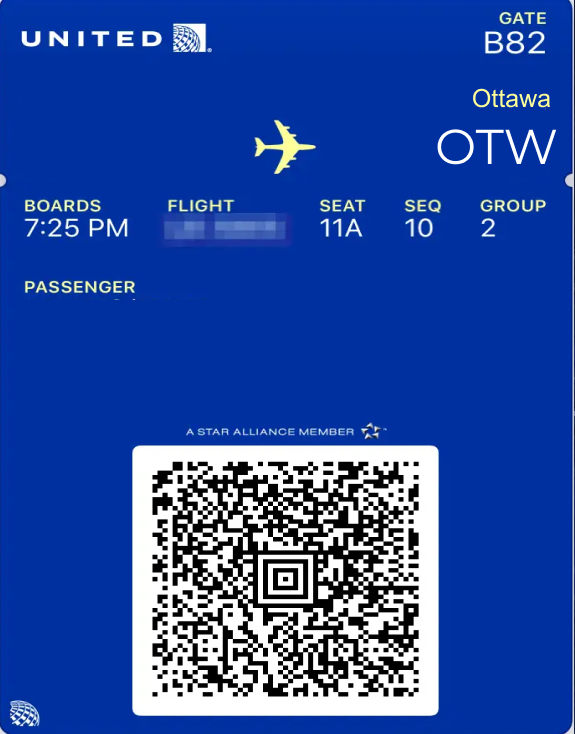 UNITED
GATE
B82
Ottawa
OTW
BOARDS FLIGHT SEAT SEQ GROUP
7:25 PM 11A 10 2
PASSENGER
A STAR ALLIANCE MEMBER